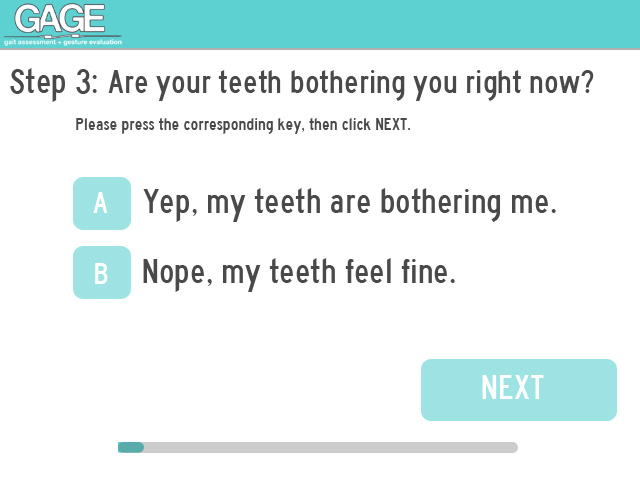 GAGE
gait assessment + gesture evaluation
Step 3: Are your teeth bothering you right now?
Please press the corresponding key, then click NEXT.
A Yep, my teeth are bothering me.
B Nope, my teeth feel fine.
NEXT